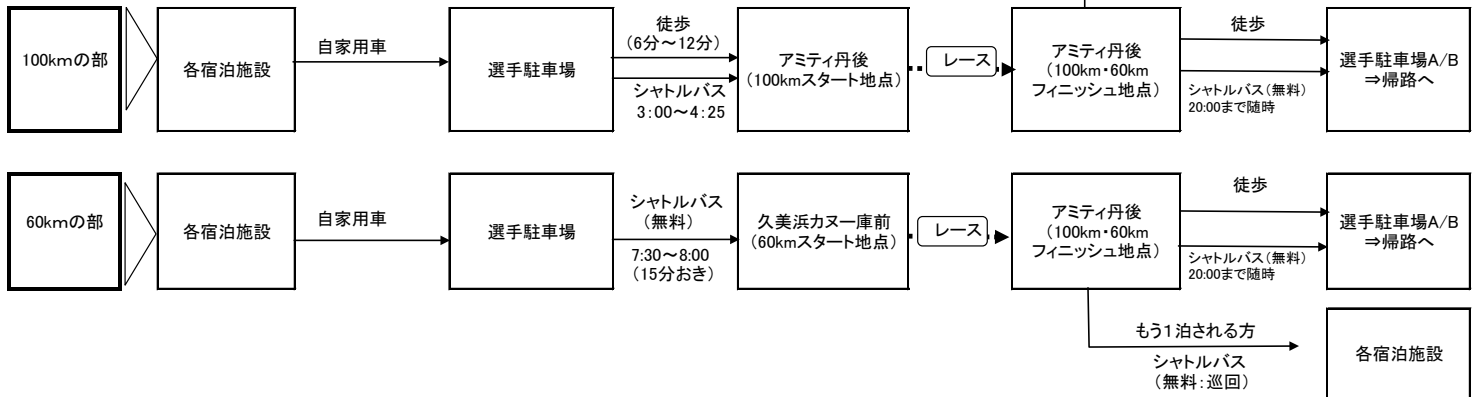 100kmの部
各宿泊施設
自家用車
選手駐車場
徒歩
(6分～12分)
シャトルバス
3:00～4:25
アミティ丹後
(100kmスタート地点)
レース
アミティ丹後
(100km・60km
フィニッシュ地点)
徒歩
シャトルバス(無料)
20:00まで随時
選手駐車場A/B
⇒帰路へ
60kmの部
各宿泊施設
自家用車
選手駐車場
シャトルバス
(無料)
7:30～8:00
(15分おき)
久美浜カヌー庫前
(60kmスタート地点)
レース
アミティ丹後
(100km・60km
フィニッシュ地点)
徒歩
シャトルバス(無料)
20:00まで随時
選手駐車場A/B
⇒帰路へ
もう1泊される方
シャトルバス
(無料:巡回)
各宿泊施設